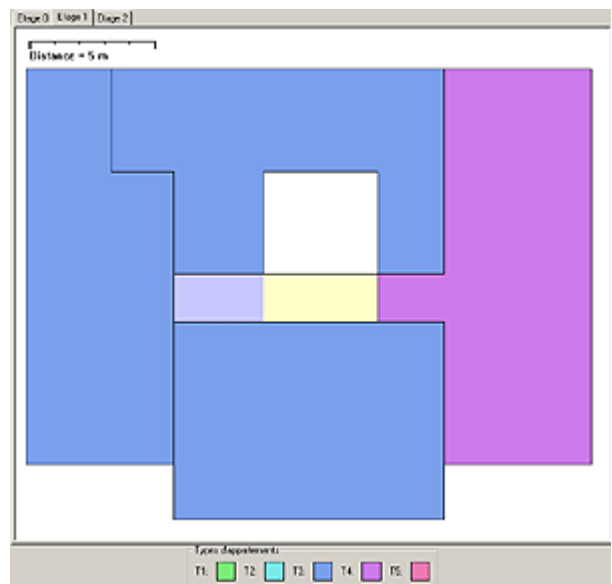 Etage 0 Etage 1 Etage 2
Distance = 5 m
Types d'appartements
T1: T2: T3: T4: T5: